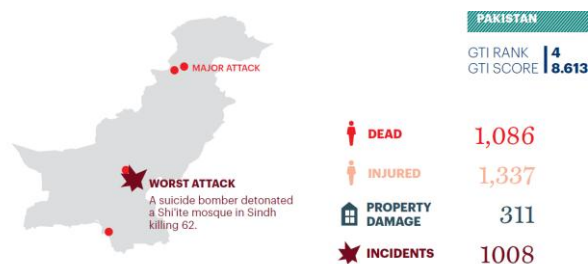 PAKISTAN
GTI RANK 4
GTI SCORE 8.613
MAJOR ATTACK
WORST ATTACK
A suicide bomber detonated
a Shi'ite mosque in Sindh
killing 62.
DEAD 1,086
INJURED 1,337
PROPERTY
DAMAGE 311
INCIDENTS 1008